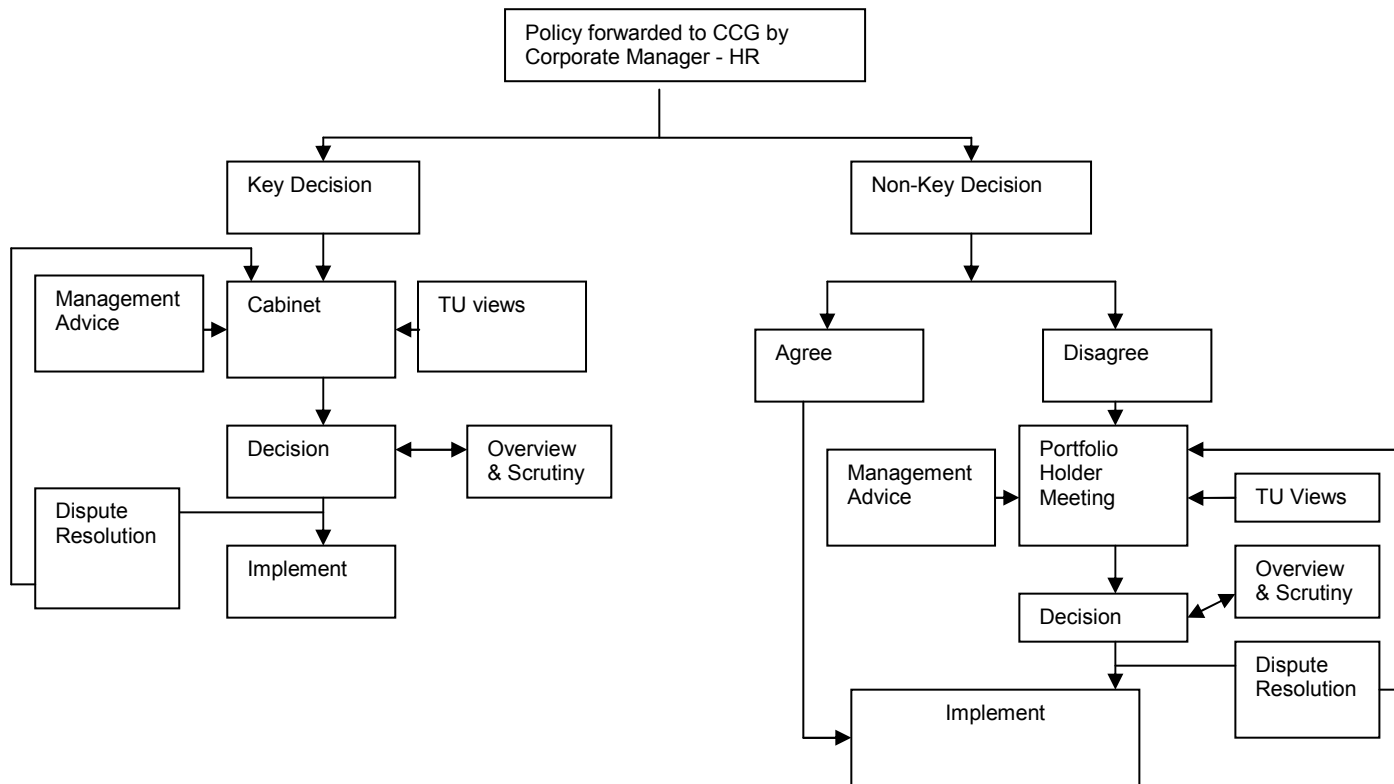 Policy forwarded to CCG by
Corporate Manager - HR
Key Decision
Non-Key Decision
Management
Advice
Cabinet
TU views
Agree
Disagree
Decision
Overview
& Scrutiny
Portfolio
Holder
Meeting
Management
Advice
TU Views
Dispute
Resolution
Implement
Overview
& Scrutiny
Decision
Dispute
Resolution
Implement